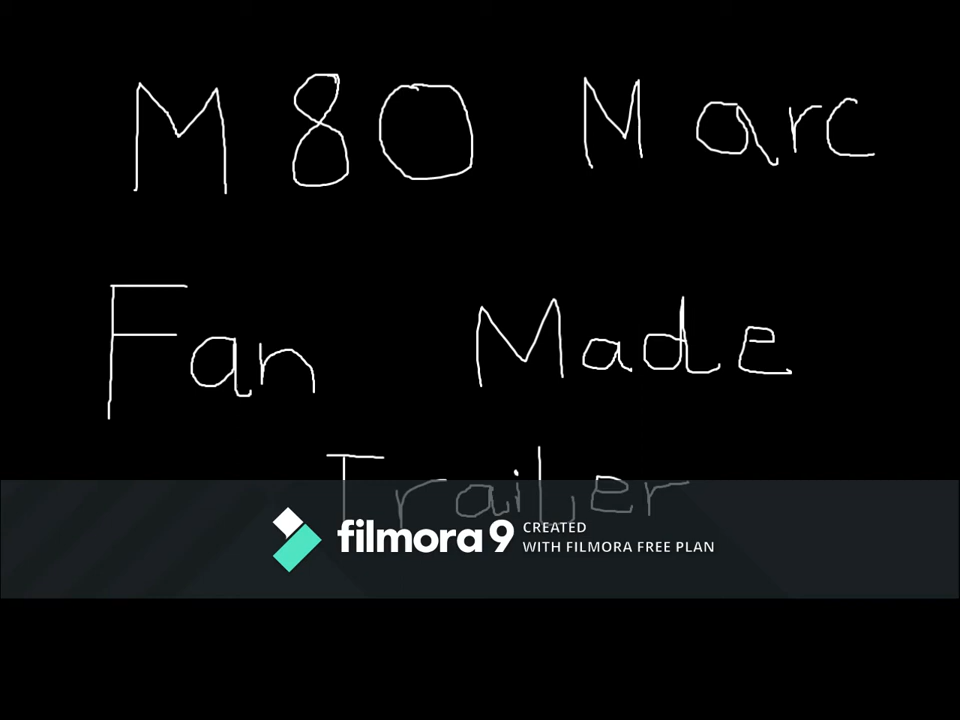 M80 Marc
Fan Made
Trailer
filmora9 CREATED
WITH FILMORA FREE PLAN